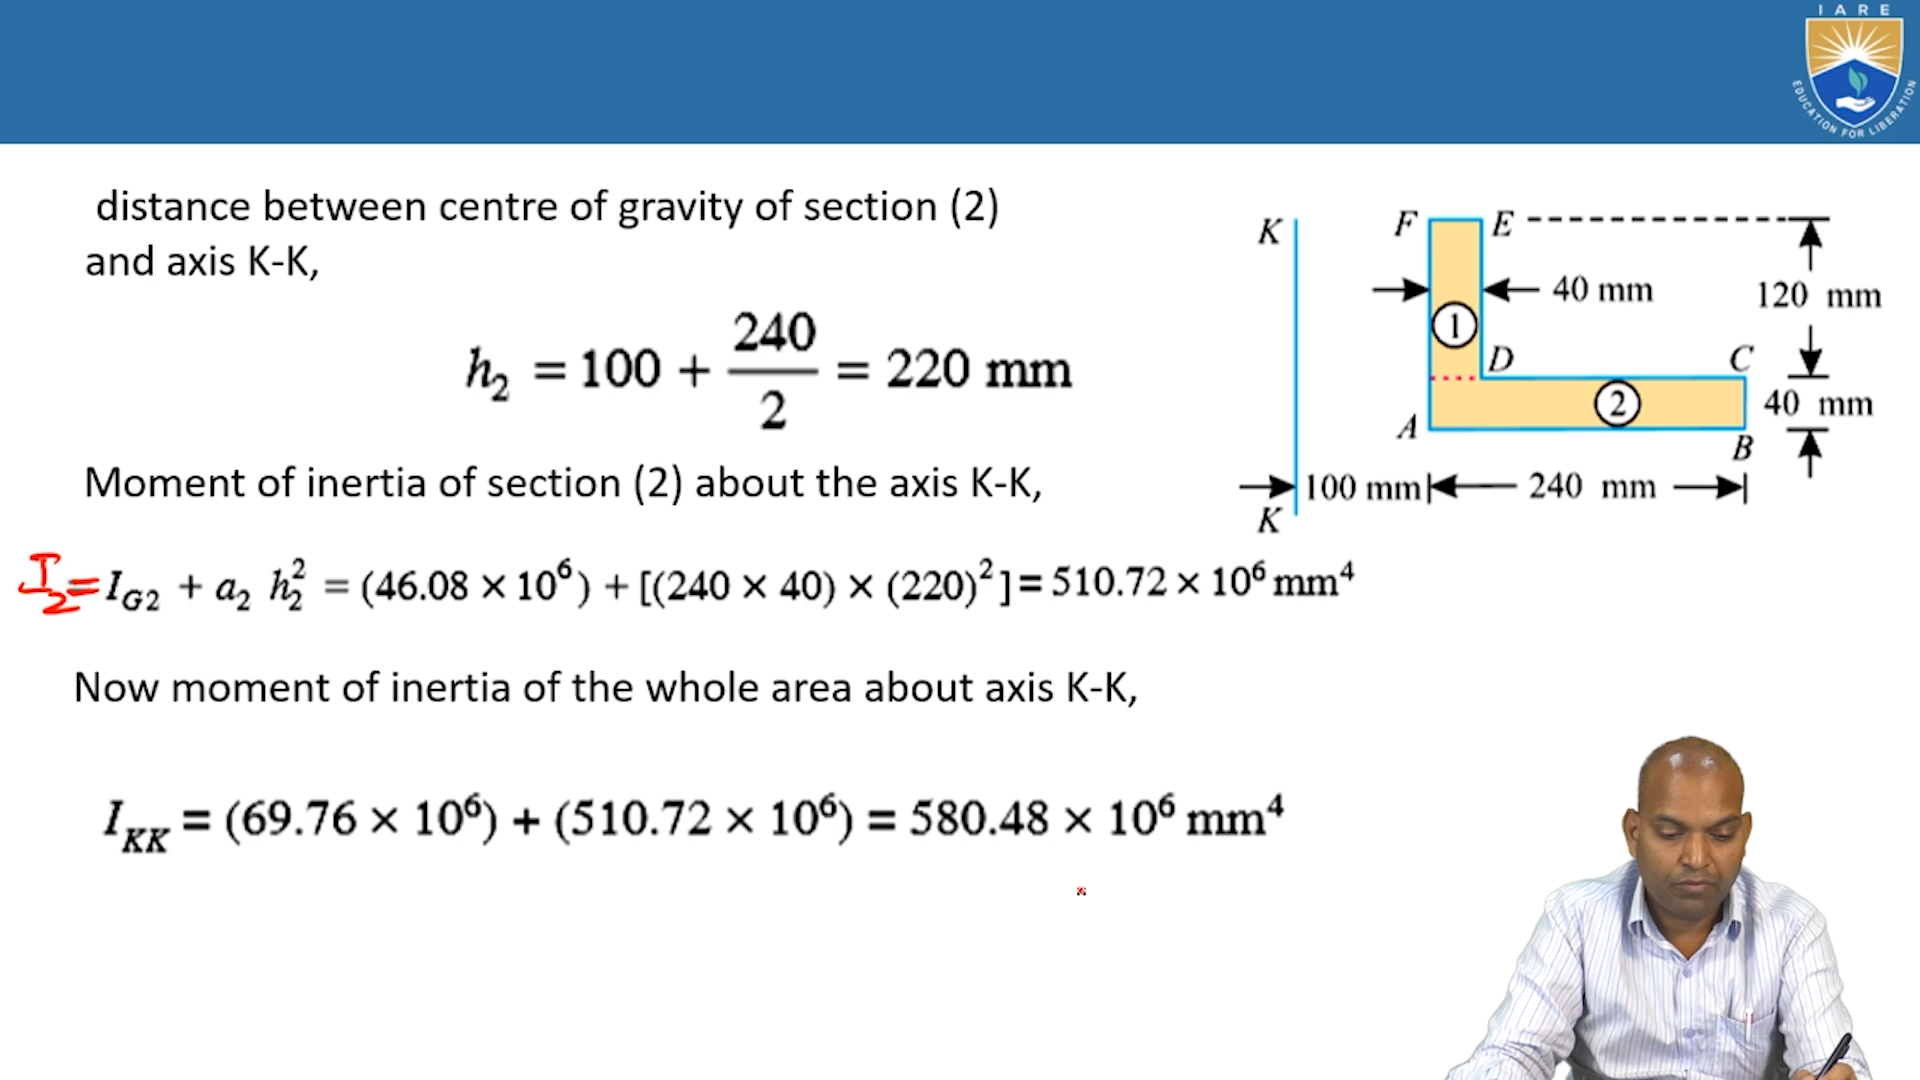 IARE
EDUCATION FOR LIBERATION
distance between centre of gravity of section (2)
and axis K-K,
h₂ = 100 + 240/2 = 220 mm
Moment of inertia of section (2) about the axis K-K,
I₂= I_G2 + a₂ h₂² = (46.08 × 10⁶) + [(240 × 40) × (220)²] = 510.72 × 10⁶ mm⁴
Now moment of inertia of the whole area about axis K-K,
I_KK = (69.76 × 10⁶) + (510.72 × 10⁶) = 580.48 × 10⁶ mm⁴
K F E
40 mm 120 mm
1
D C
2 40 mm
A B
100 mm 240 mm
K